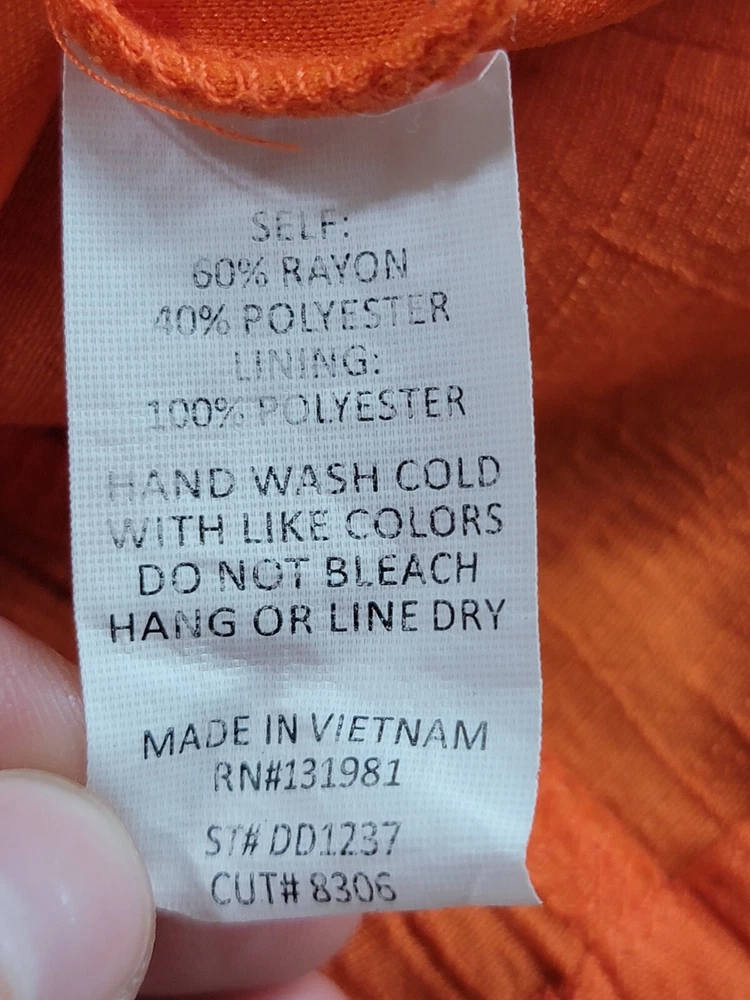 SELF:
60% RAYON
40% POLYESTER
LINING:
100% POLYESTER
HAND WASH COLD
WITH LIKE COLORS
DO NOT BLEACH
HANG OR LINE DRY
MADE IN VIETNAM
RN#131981
ST# DD1237
CUT# 8306